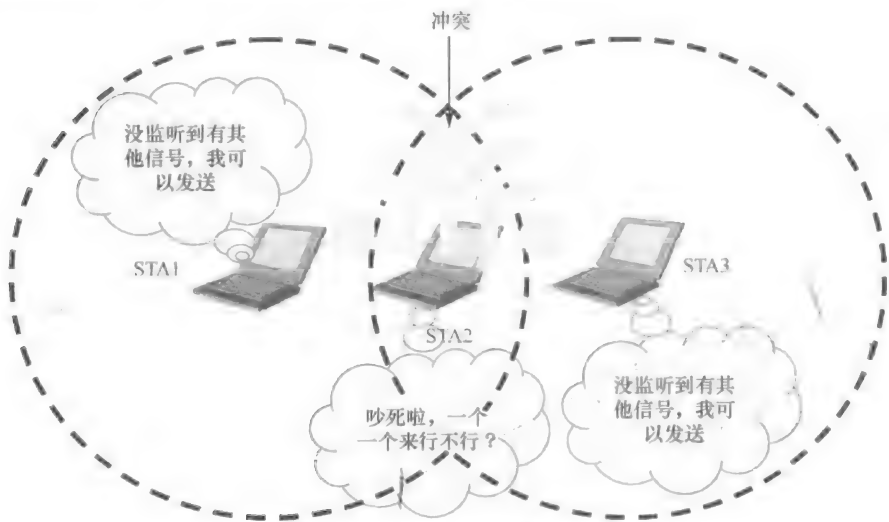 冲突
没监听到有其
他信号，我可
以发送
STA1
STA3
STA2
吵死啦，一个
一个来行不行？
没监听到有其
他信号，我可
以发送